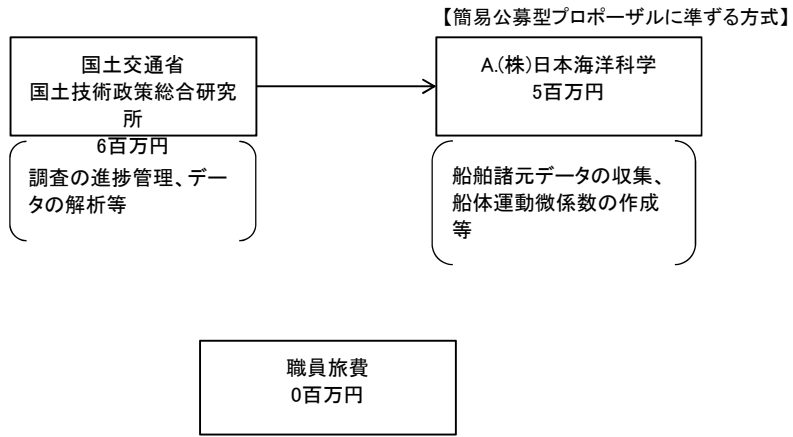 【簡易公募型プロポーザルに準ずる方式】
国土交通省
国土技術政策総合研究
所
6百万円
A.(株)日本海洋科学
5百万円
調査の進捗管理、デー
タの解析等
船舶諸元データの収集、
船体運動微係数の作成
等
職員旅費
0百万円